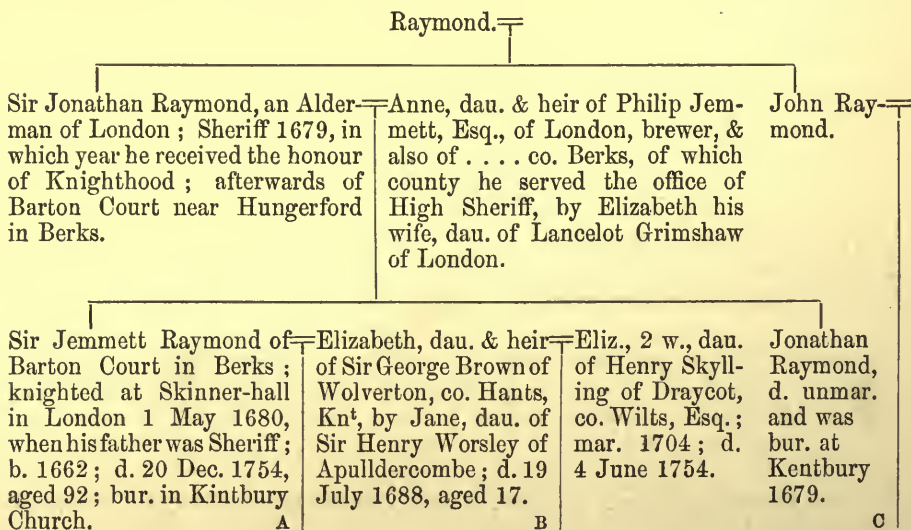 Raymond.
Sir Jonathan Raymond, an Alder-
man of London ; Sheriff 1679, in
which year he received the honour
of Knighthood ; afterwards of
Barton Court near Hungerford
in Berks.
Anne, dau. & heir of Philip Jem-
mett, Esq., of London, brewer, &
also of . . . . co. Berks, of which
county he served the office of
High Sheriff, by Elizabeth his
wife, dau. of Lancelot Grimshaw
of London.
John Ray-
mond.
Sir Jemmett Raymond of
Barton Court in Berks ;
knighted at Skinner-hall
in London 1 May 1680,
when his father was Sheriff ;
b. 1662 ; d. 20 Dec. 1754,
aged 92 ; bur. in Kintbury
Church. A
Elizabeth, dau. & heir
of Sir George Brown of
Wolverton, co. Hants,
Knt, by Jane, dau. of
Sir Henry Worsley of
Apulldercombe ; d. 19
July 1688, aged 17.
B
Eliz., 2 w., dau.
of Henry Skyll-
ing of Draycot,
co. Wilts, Esq. ;
mar. 1704 ; d.
4 June 1754.
Jonathan
Raymond,
d. unmar.
and was
bur. at
Kentbury
1679.
C